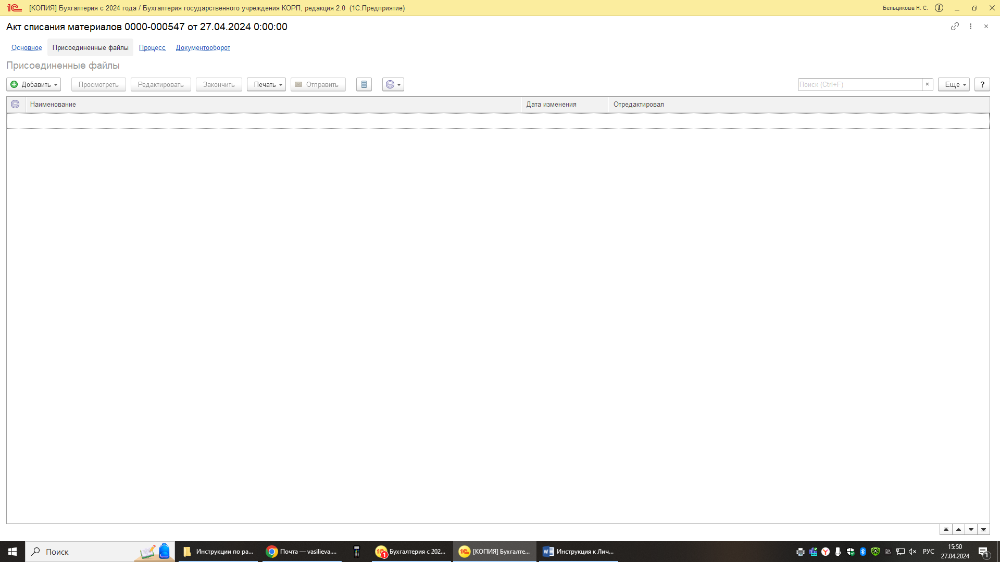 [КОПИЯ] Бухгалтерия с 2024 года / Бухгалтерия государственного учреждения КОРП, редакция 2.0 (1С:Предприятие)
Бельцикова Н. С.
Акт списания материалов 0000-000547 от 27.04.2024 0:00:00
Основное Присоединенные файлы Процесс Документооборот
Присоединенные файлы
Добавить Просмотреть Редактировать Закончить Печать Отправить Поиск (Ctrl+F) × Еще ?
Наименование Дата изменения Отредактировал
Поиск
Инструкции по ра...
Почта — vasilieva....
1
Бухгалтерия с 202...
[КОПИЯ] Бухгалте...
Инструкция к Лич...
РУС
15:50
27.04.2024
1